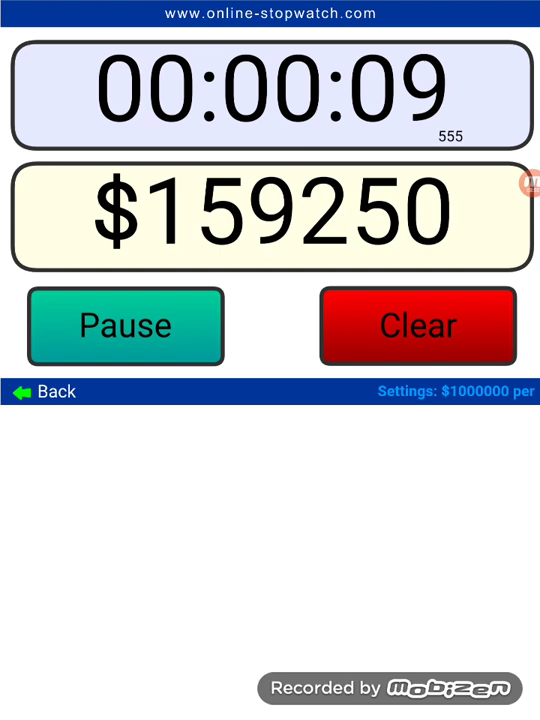 www.online-stopwatch.com
00:00:09
555
$159250
Pause
Clear
Back
Settings: $1000000 per
Recorded by mobizen